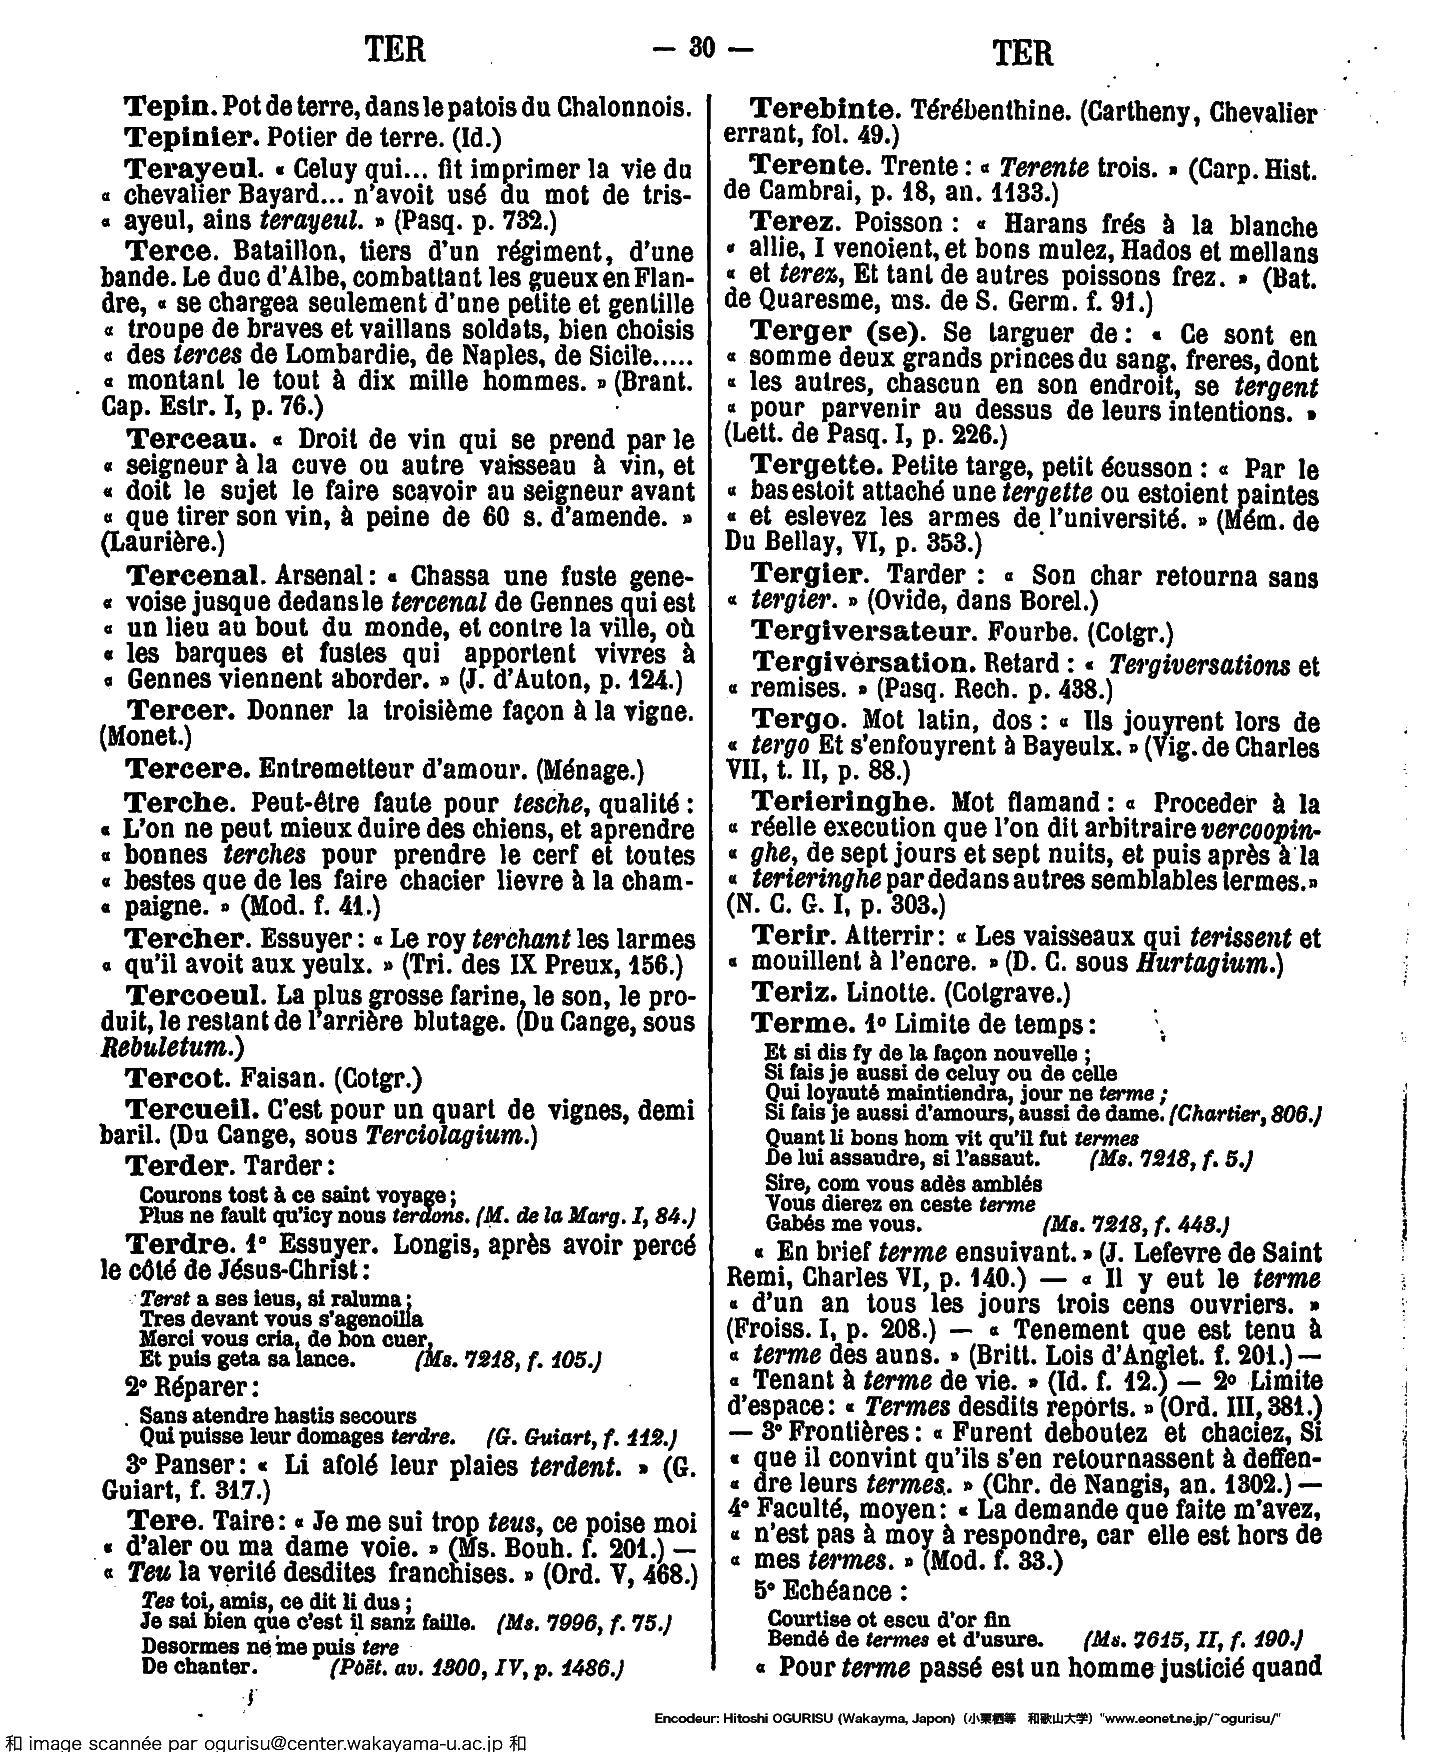 TER — 30 — TER
Tepin. Pot de terre, dans le patois du Chalonnois.
Tepinier. Potier de terre. (Id.)
Terayeul. « Celuy qui... fit imprimer la vie du
« chevalier Bayard... n'avoit usé du mot de tris-
« ayeul, ains terayeul. » (Pasq. p. 732.)
Terce. Bataillon, tiers d'un régiment, d'une
bande. Le duc d'Albe, combattant les gueux en Flan-
dre, « se chargea seulement d'une petite et gentille
« troupe de braves et vaillans soldats, bien choisis
« des terces de Lombardie, de Naples, de Sicile.....
« montant le tout à dix mille hommes. » (Brant.
Cap. Estr. I, p. 76.)
Terceau. « Droit de vin qui se prend par le
« seigneur à la cuve ou autre vaisseau à vin, et
« doit le sujet le faire sçavoir au seigneur avant
« que tirer son vin, à peine de 60 s. d'amende. »
(Laurière.)
Tercenal. Arsenal : « Chassa une fuste gene-
« voise jusque dedans le tercenal de Gennes qui est
« un lieu au bout du monde, et contre la ville, où
« les barques et fustes qui apportent vivres à
« Gennes viennent aborder. » (J. d'Auton, p. 124.)
Tercer. Donner la troisième façon à la vigne.
(Monet.)
Tercere. Entremetteur d'amour. (Ménage.)
Terche. Peut-être faute pour tesche, qualité :
« L'on ne peut mieux duire des chiens, et aprendre
« bonnes terches pour prendre le cerf et toutes
« bestes que de les faire chacier lievre à la cham-
« paigne. » (Mod. f. 41.)
Tercher. Essuyer : « Le roy terchant les larmes
« qu'il avoit aux yeulx. » (Tri. des IX Preux, 156.)
Tercoeul. La plus grosse farine, le son, le pro-
duit, le restant de l'arrière blutage. (Du Cange, sous
Rebuletum.)
Tercot. Faisan. (Cotgr.)
Tercueil. C'est pour un quart de vignes, demi
baril. (Du Cange, sous Terciolagium.)
Terder. Tarder :
Courons tost à ce saint voyage ;
Plus ne fault qu'icy nous terdons. (M. de la Marg. I, 84.)
Terdre. 1º Essuyer. Longis, après avoir percé
le côté de Jésus-Christ :
Terst a ses ieus, si raluma ;
Tres devant vous s'agenoilla
Merci vous cria, de bon cuer,
Et puis geta sa lance. (Ms. 7218, f. 105.)
2º Réparer :
Sans atendre hastis secours
Qui puisse leur domages terdre. (G. Guiart, f. 112.)
3º Panser : « Li afolé leur plaies terdent. » (G.
Guiart, f. 317.)
Tere. Taire : « Je me sui trop teus, ce poise moi
« d'aler ou ma dame voie. » (Ms. Bouh. f. 201.) —
« Teu la verité desdites franchises. » (Ord. V, 468.)
Tes toi, amis, ce dit li dus ;
Je sai bien que c'est il sanz faille. (Ms. 7996, f. 75.)
Desormes ne me puis tere
De chanter. (Poët. av. 1300, IV, p. 1486.)
Terebinte. Térébenthine. (Cartheny, Chevalier
errant, fol. 49.)
Terente. Trente : « Terente trois. » (Carp. Hist.
de Cambrai, p. 18, an. 1133.)
Terez. Poisson : « Harans frés à la blanche
« allie, I venoient, et bons mulez, Hados et mellans
« et terez, Et tant de autres poissons frez. » (Bat.
de Quaresme, ms. de S. Germ. f. 91.)
Terger (se). Se targuer de : « Ce sont en
« somme deux grands princes du sang, freres, dont
« les autres, chascun en son endroit, se tergent
« pour parvenir au dessus de leurs intentions. »
(Lett. de Pasq. I, p. 226.)
Tergette. Petite targe, petit écusson : « Par le
« bas estoit attaché une tergette ou estoient paintes
« et eslevez les armes de l'université. » (Mém. de
Du Bellay, VI, p. 353.)
Tergier. Tarder : « Son char retourna sans
« tergier. » (Ovide, dans Borel.)
Tergiversateur. Fourbe. (Cotgr.)
Tergiversation. Retard : « Tergiversations et
« remises. » (Pasq. Rech. p. 438.)
Tergo. Mot latin, dos : « Ils jouyrent lors de
« tergo Et s'enfouyrent à Bayeulx. » (Vig. de Charles
VII, t. II, p. 88.)
Terieringhe. Mot flamand : « Proceder à la
« réelle execution que l'on dit arbitraire vercoopin-
« ghe, de sept jours et sept nuits, et puis après à la
« terieringhe par dedans autres semblables termes. »
(N. C. G. I, p. 303.)
Terir. Atterrir : « Les vaisseaux qui terissent et
« mouillent à l'encre. » (D. C. sous Hurtagium.)
Teriz. Linotte. (Cotgrave.)
Terme. 1º Limite de temps :
Et si dis fy de la façon nouvelle ;
Si fais je aussi de celuy ou de celle
Qui loyauté maintiendra, jour ne terme ;
Si fais je aussi d'amours, aussi de dame. (Chartier, 806.)
Quant li bons hom vit qu'il fut termes
De lui assaudre, si l'assaut. (Ms. 7218, f. 5.)
Sire, com vous adès amblés
Vous dierez en ceste terme
Gabés me vous. (Ms. 7218, f. 443.)
« En brief terme ensuivant. » (J. Lefevre de Saint
Remi, Charles VI, p. 140.) — « Il y eut le terme
« d'un an tous les jours trois cens ouvriers. »
(Froiss. I, p. 208.) — « Tenement que est tenu à
« terme des auns. » (Britt. Lois d'Anglet. f. 201.) —
« Tenant à terme de vie. » (Id. f. 12.) — 2º Limite
d'espace : « Termes desdits reports. » (Ord. III, 381.)
— 3º Frontières : « Furent deboutez et chaciez, Si
« que il convint qu'ils s'en retournassent à deffen-
« dre leurs termes. » (Chr. de Nangis, an. 1302.) —
4º Faculté, moyen : « La demande que faite m'avez,
« n'est pas à moy à respondre, car elle est hors de
« mes termes. » (Mod. f. 33.)
5º Echéance :
Courtise ot escu d'or fin
Bendé de termes et d'usure. (Ms. 7615, II, f. 190.)
« Pour terme passé est un homme justicié quand
Encodeur: Hitoshi OGURISU (Wakayma, Japon) (小栗栖等 和歌山大学) "www.eonet.ne.jp/~ogurisu/"
和 image scannée par ogurisu@center.wakayama-u.ac.jp 和